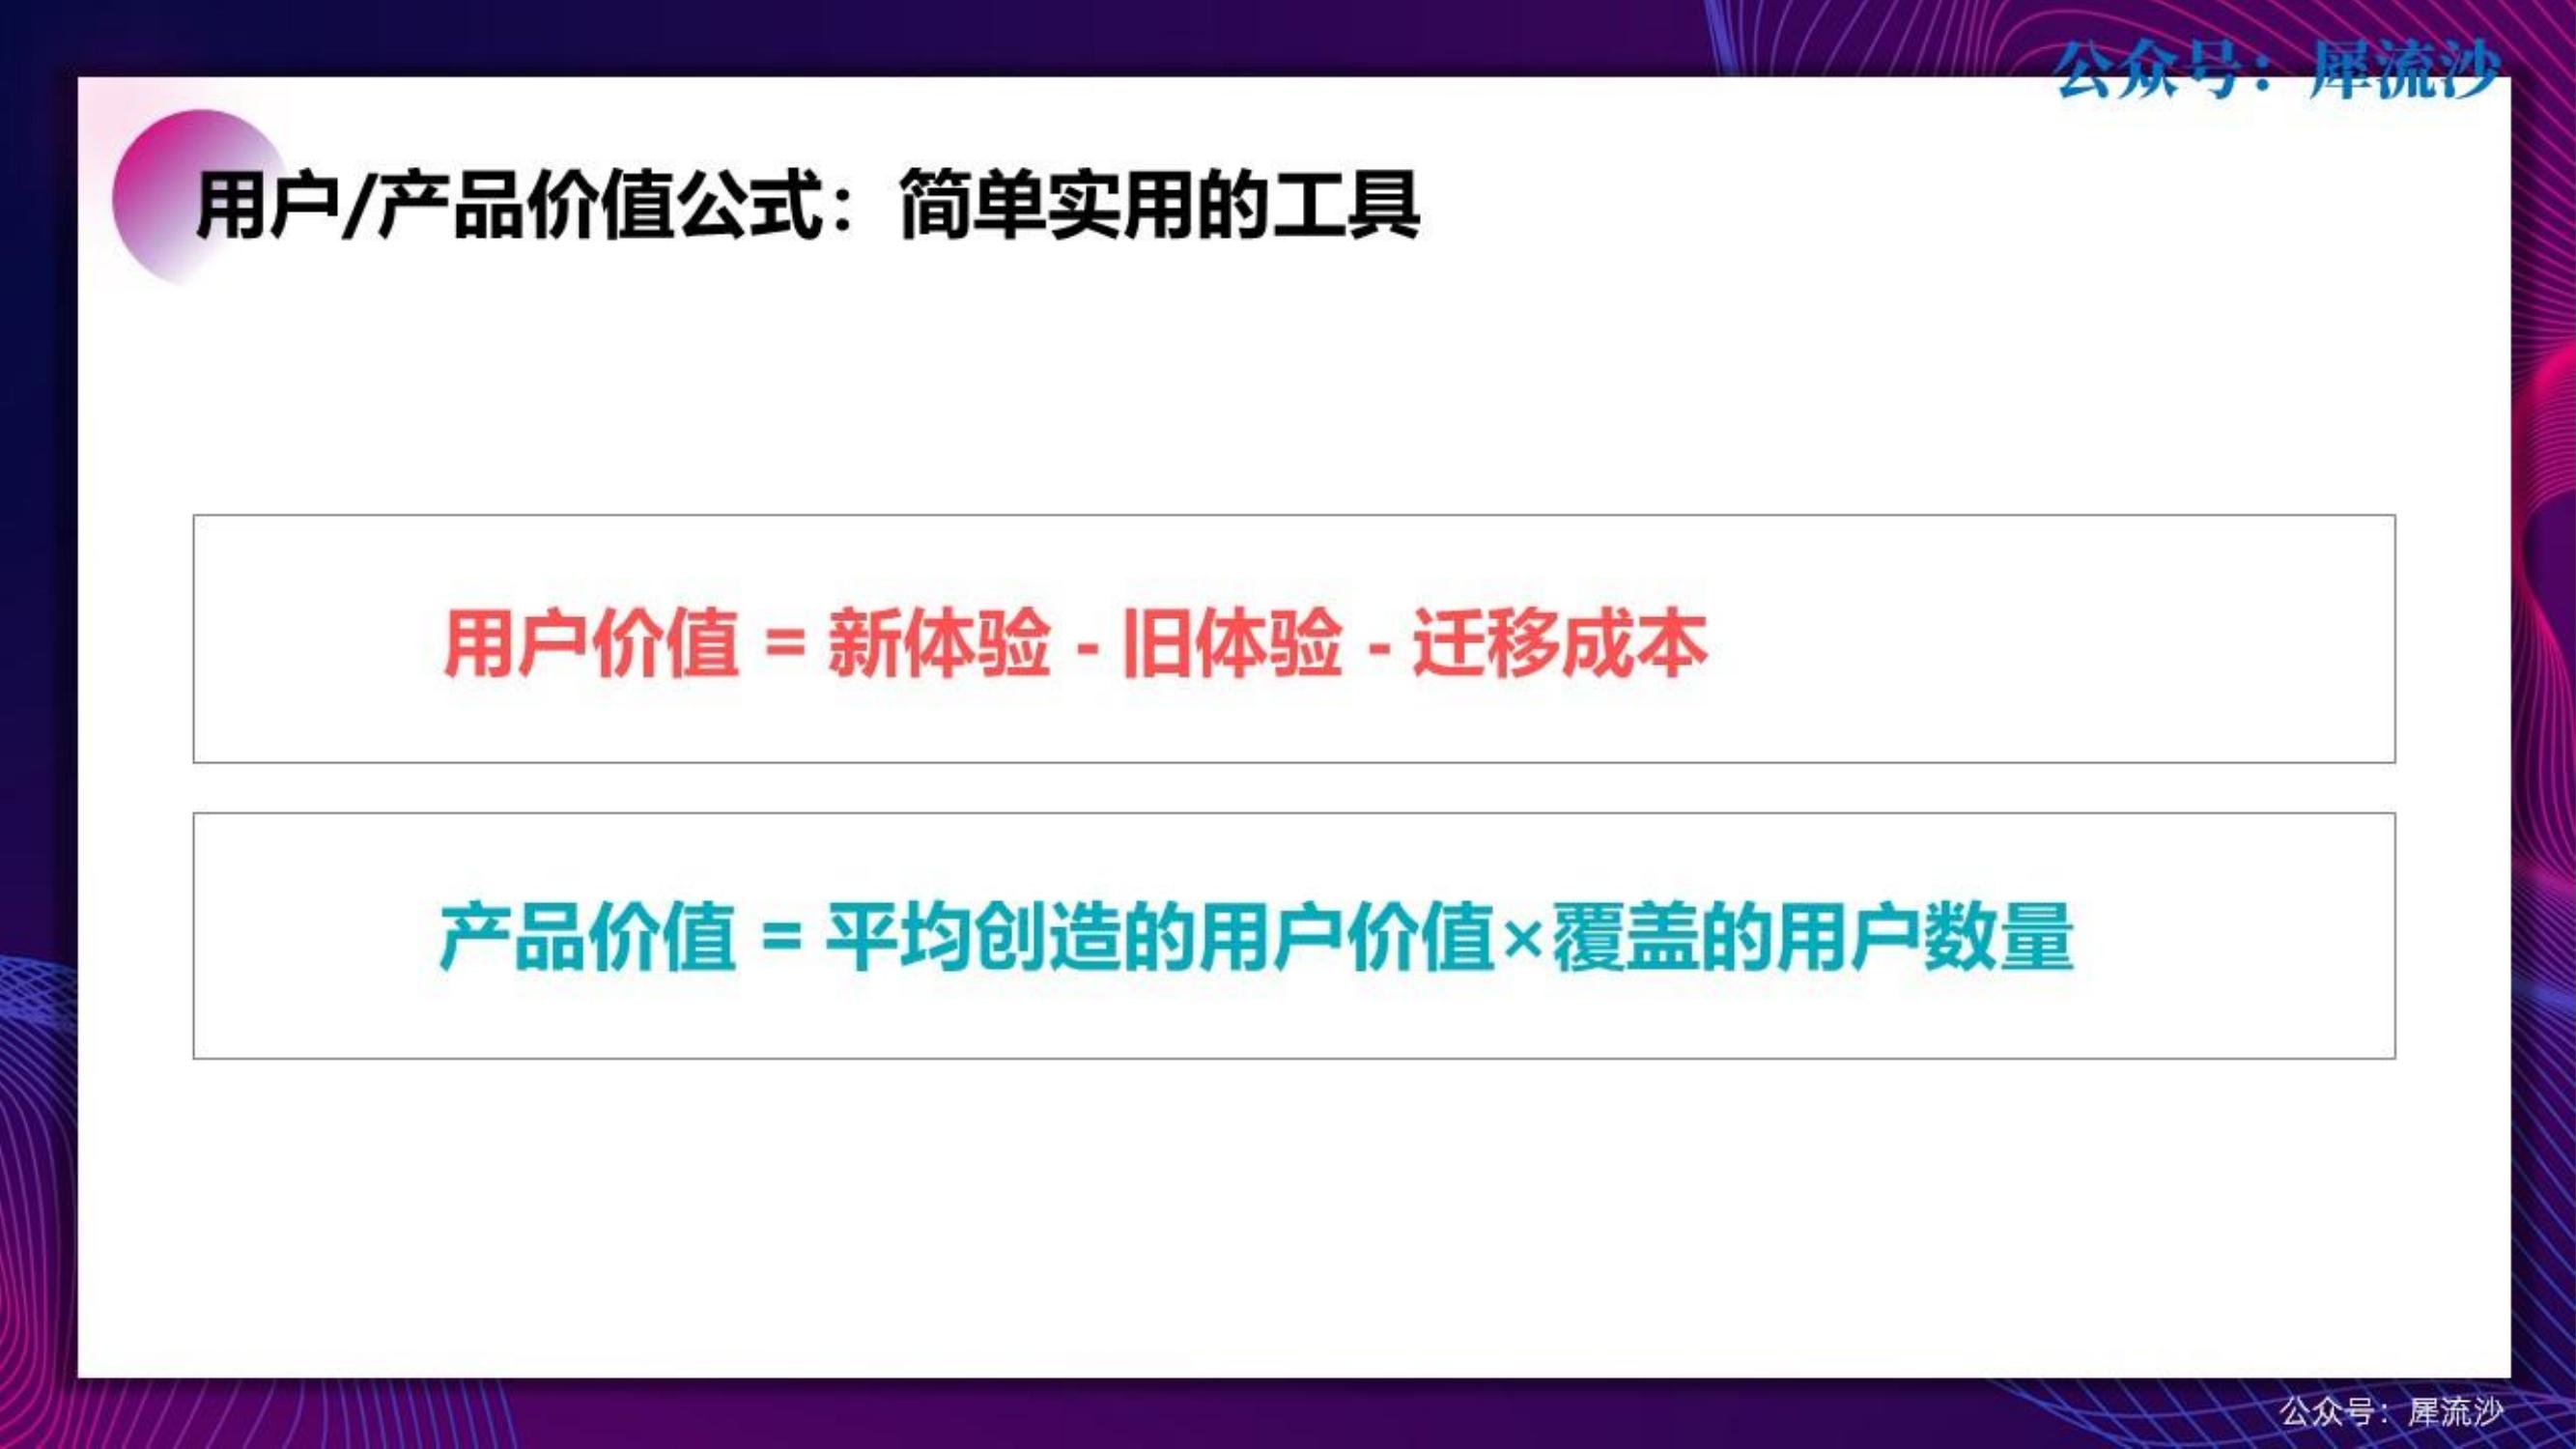 公众号：犀流沙
用户/产品价值公式：简单实用的工具
用户价值 = 新体验 - 旧体验 - 迁移成本
产品价值 = 平均创造的用户价值×覆盖的用户数量
公众号：犀流沙